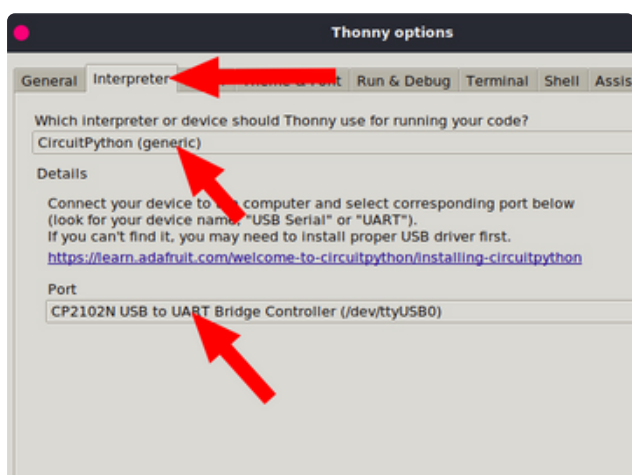 Thonny options
General Interpreter Font Run & Debug Terminal Shell Assis
Which interpreter or device should Thonny use for running your code?
CircuitPython (generic)
Details
Connect your device to computer and select corresponding port below
(look for your device name, "USB Serial" or "UART").
If you can't find it, you may need to install proper USB driver first.
https://learn.adafruit.com/welcome-to-circuitpython/installing-circuitpython
Port
CP2102N USB to UART Bridge Controller (/dev/ttyUSB0)